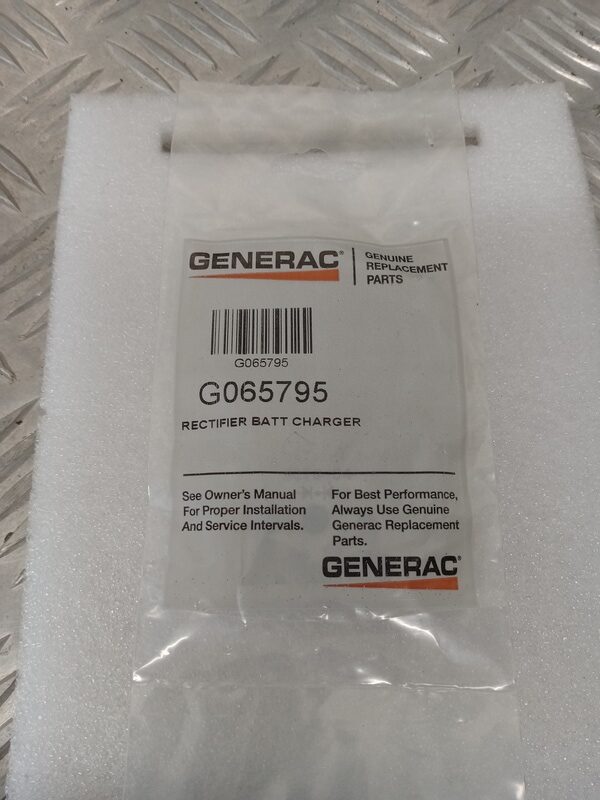 GENERAC®
GENUINE
REPLACEMENT
PARTS
G065795
G065795
RECTIFIER BATT CHARGER
See Owner's Manual
For Proper Installation
And Service Intervals.
For Best Performance,
Always Use Genuine
Generac Replacement
Parts.
GENERAC®